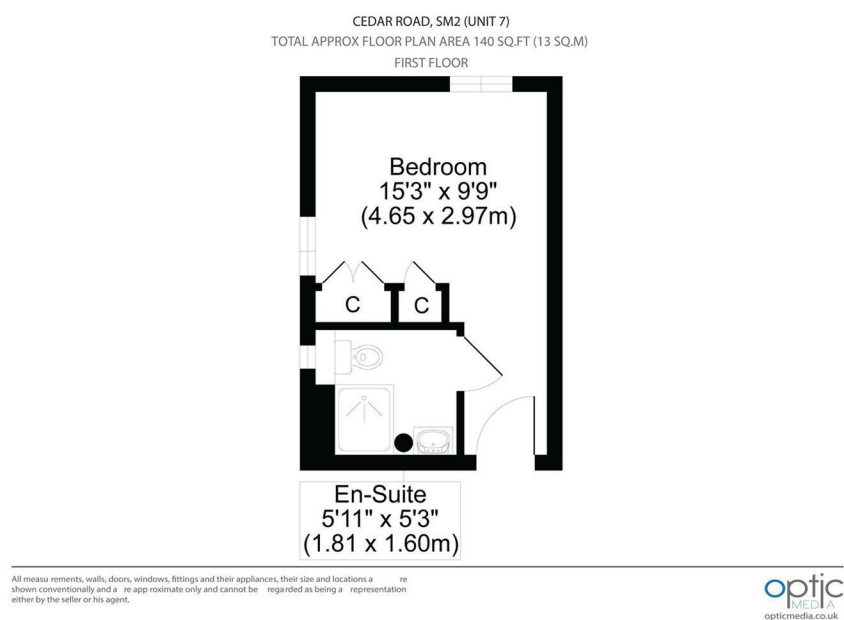 CEDAR ROAD, SM2 (UNIT 7)
TOTAL APPROX FLOOR PLAN AREA 140 SQ.FT (13 SQ.M)
FIRST FLOOR
Bedroom
15'3" x 9'9"
(4.65 x 2.97m)
C C
En-Suite
5'11" x 5'3"
(1.81 x 1.60m)
All measu rements, walls, doors, windows, fittings and their appliances, their size and locations a re
shown conventionally and a re app roximate only and cannot be regarded as being a representation
either by the seller or his agent.
optic
MEDIA
opticmedia.co.uk